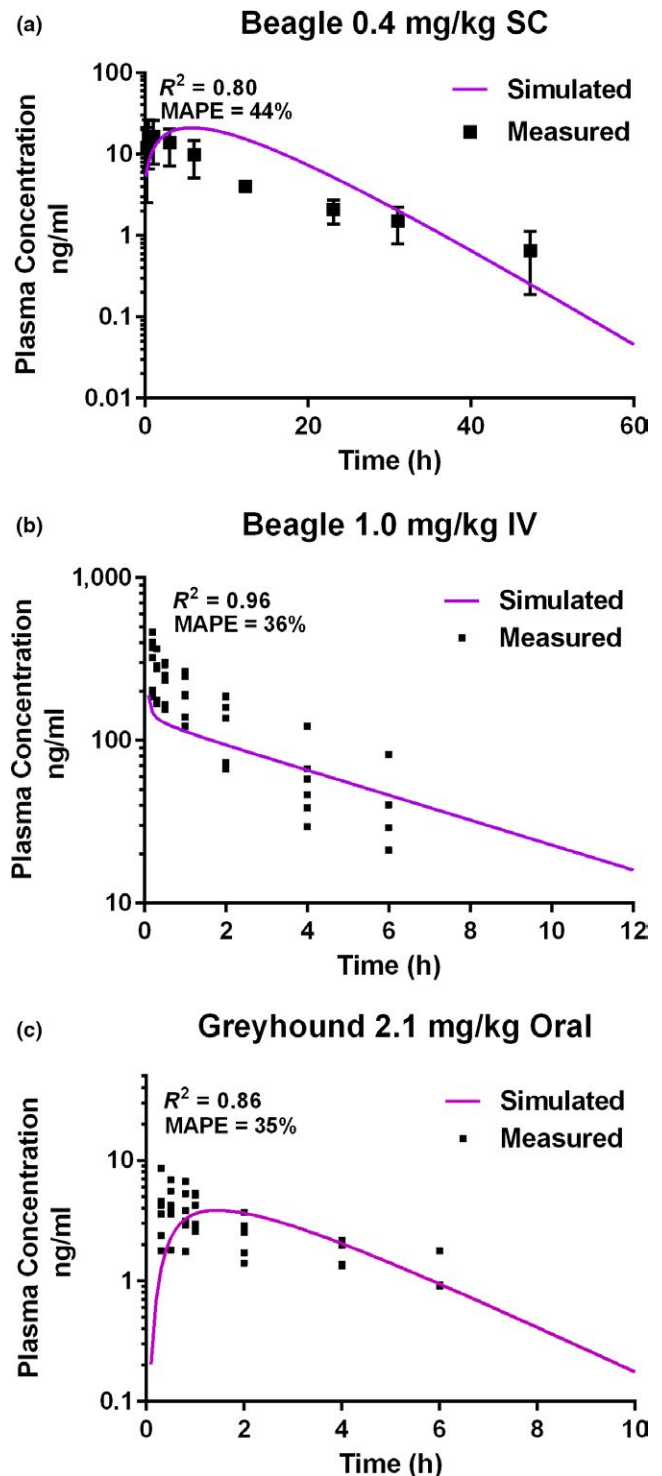 (a)
Beagle 0.4 mg/kg SC
R² = 0.80
MAPE = 44%
Simulated
Measured
100
10
1
0.1
0.01
Plasma Concentration
ng/ml
0
20
40
60
Time (h)
(b)
Beagle 1.0 mg/kg IV
R² = 0.96
MAPE = 36%
Simulated
Measured
1,000
100
10
Plasma Concentration
ng/ml
0
2
4
6
8
10
12
Time (h)
(c)
Greyhound 2.1 mg/kg Oral
R² = 0.86
MAPE = 35%
Simulated
Measured
10
1
0.1
Plasma Concentration
ng/ml
0
2
4
6
8
10
Time (h)